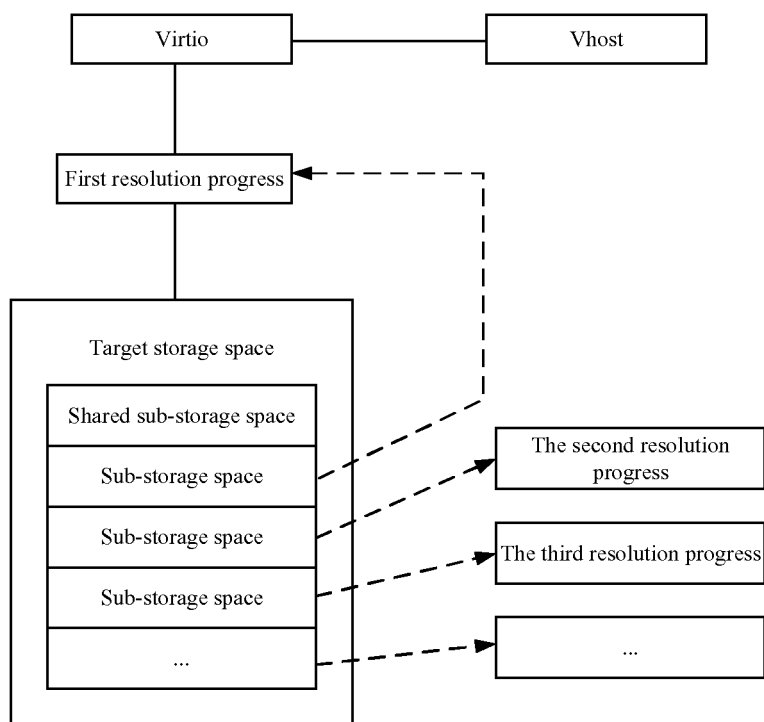 Virtio
Vhost
First resolution progress
Target storage space
Shared sub-storage space
Sub-storage space
Sub-storage space
Sub-storage space
...
The second resolution
progress
The third resolution progress
...